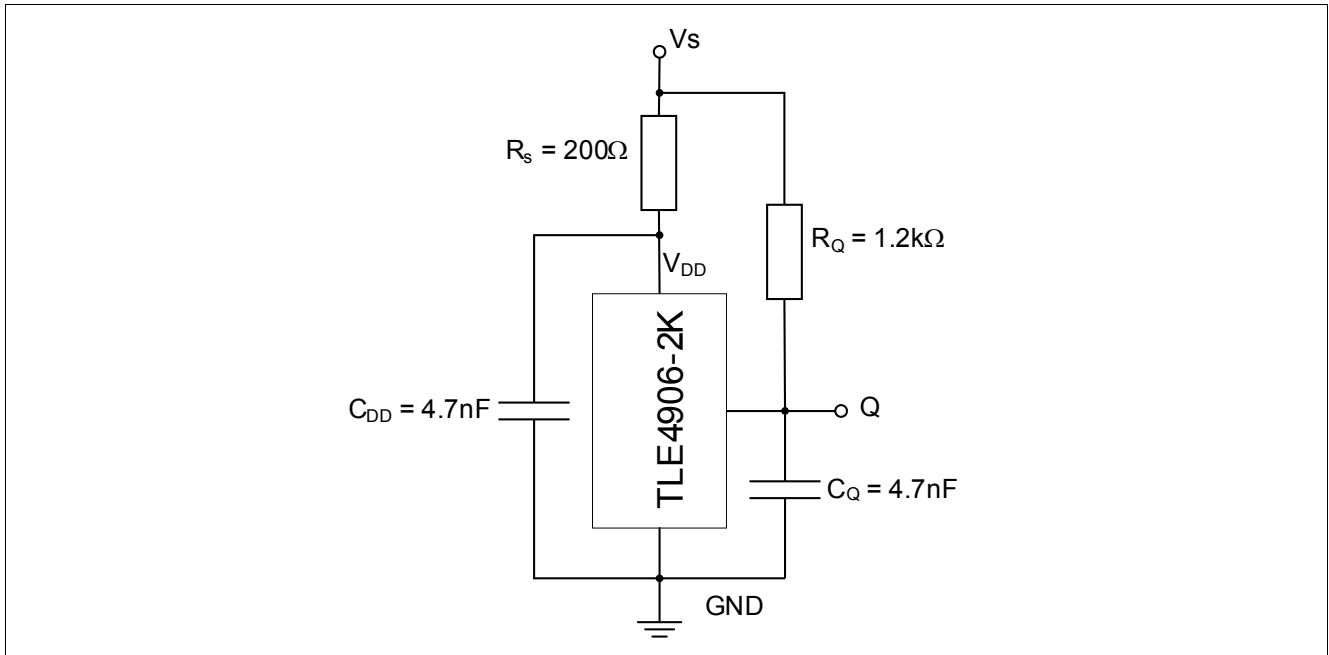 Vs
Rs = 200Ω
RQ = 1.2kΩ
VDD
TLE4906-2K
CDD = 4.7nF
Q
CQ = 4.7nF
GND